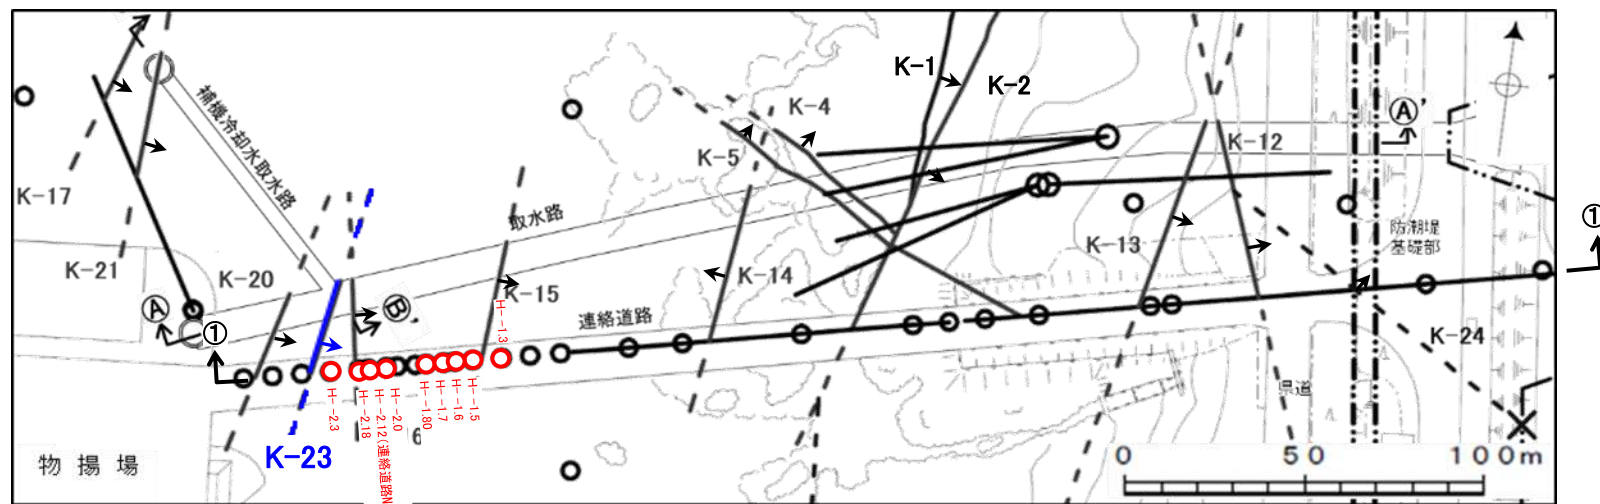 K-1
K-2
K-4
K-5
K-12
Ⓐ'
補機冷却水取水路
K-17
取水路
①
防潮堤
基礎部
K-13
K-21
K-20
K-14
K-15
Ⓐ
①
Ⓑ'
連絡道路
K-24
H--1.3
H--2.3
H--2.18
H--2.12(連絡道路N
H--2.0
H--1.80
H--1.7
H--1.6
H--1.5
県道
6
K-23
物揚場
0
50
100m